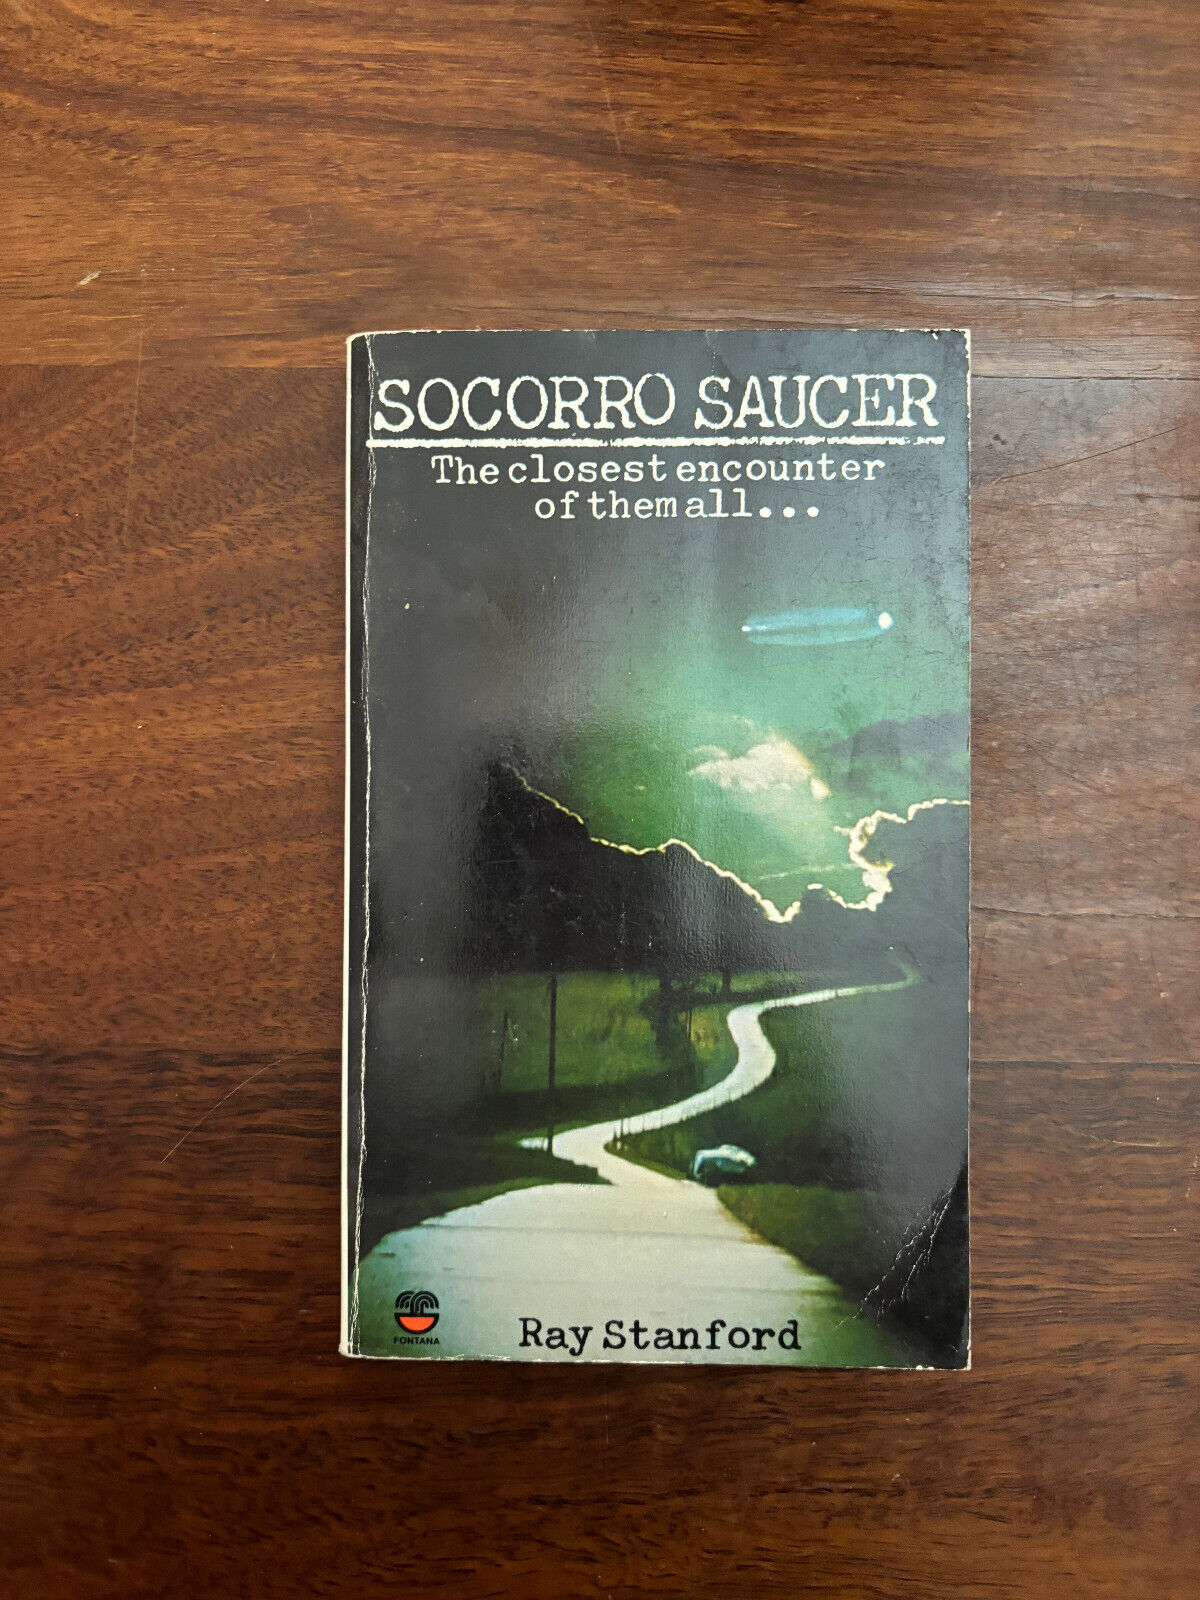 SOCORRO SAUCER
The closest encounter
of them all...
FONTANA
Ray Stanford